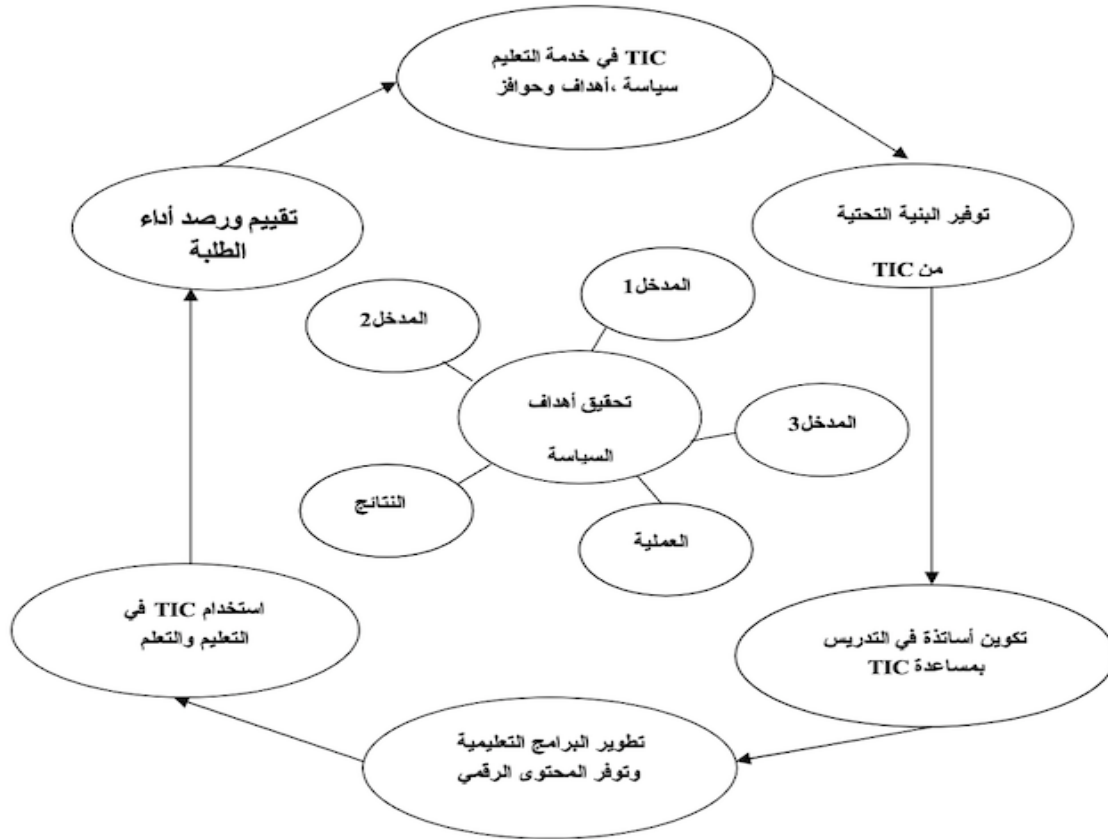 TIC في خدمة التعليم
سياسة ،أهداف وحوافز
توفير البنية التحتية
من TIC
تكوين أساتذة في التدريس
بمساعدة TIC
تطوير البرامج التعليمية
وتوفر المحتوى الرقمي
استخدام TIC في
التعليم والتعلم
تقييم ورصد أداء
الطلبة
المدخل1
المدخل2
تحقيق أهداف
السياسة
المدخل3
النتائج
العملية